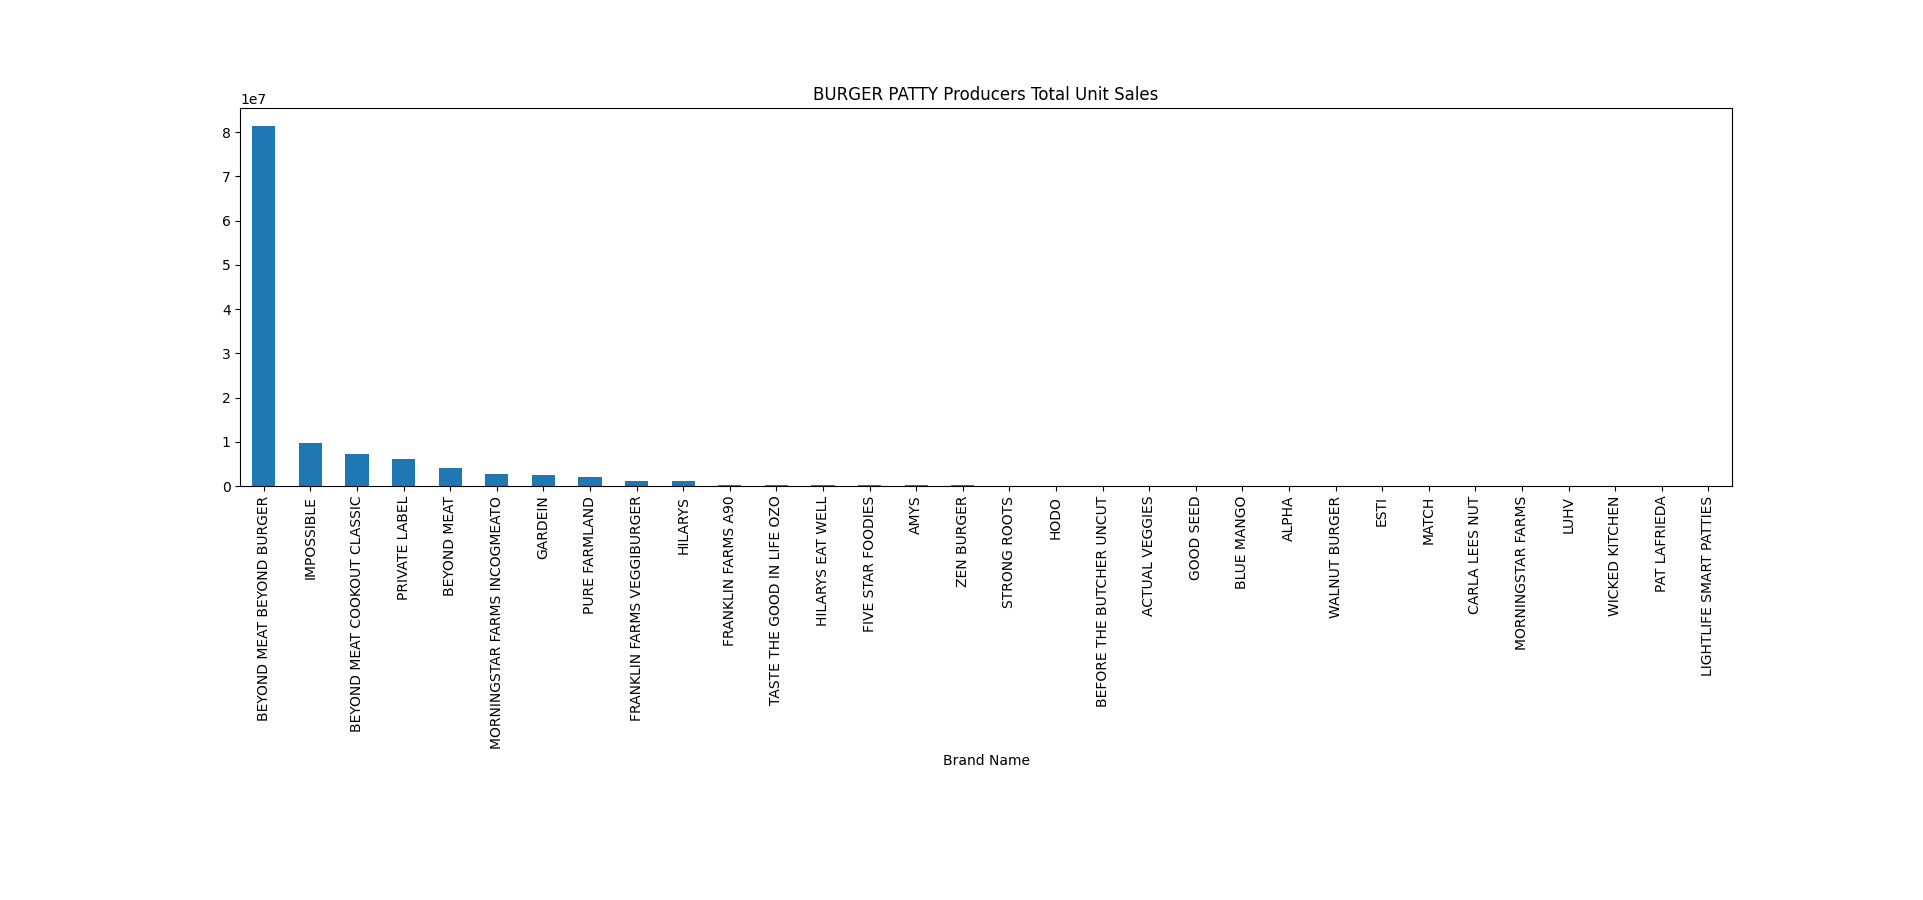 BURGER PATTY Producers Total Unit Sales
1e7
8
7
6
5
4
3
2
1
0
BEYOND MEAT BEYOND BURGER
IMPOSSIBLE
BEYOND MEAT COOKOUT CLASSIC
PRIVATE LABEL
BEYOND MEAT
MORNINGSTAR FARMS INCOGMEATO
GARDEIN
PURE FARMLAND
FRANKLIN FARMS VEGGIBURGER
HILARYS
FRANKLIN FARMS A90
TASTE THE GOOD IN LIFE OZO
HILARYS EAT WELL
FIVE STAR FOODIES
AMYS
ZEN BURGER
STRONG ROOTS
HODO
BEFORE THE BUTCHER UNCUT
ACTUAL VEGGIES
GOOD SEED
BLUE MANGO
ALPHA
WALNUT BURGER
ESTI
MATCH
CARLA LEES NUT
MORNINGSTAR FARMS
LUHV
WICKED KITCHEN
PAT LAFRIEDA
LIGHTLIFE SMART PATTIES
Brand Name